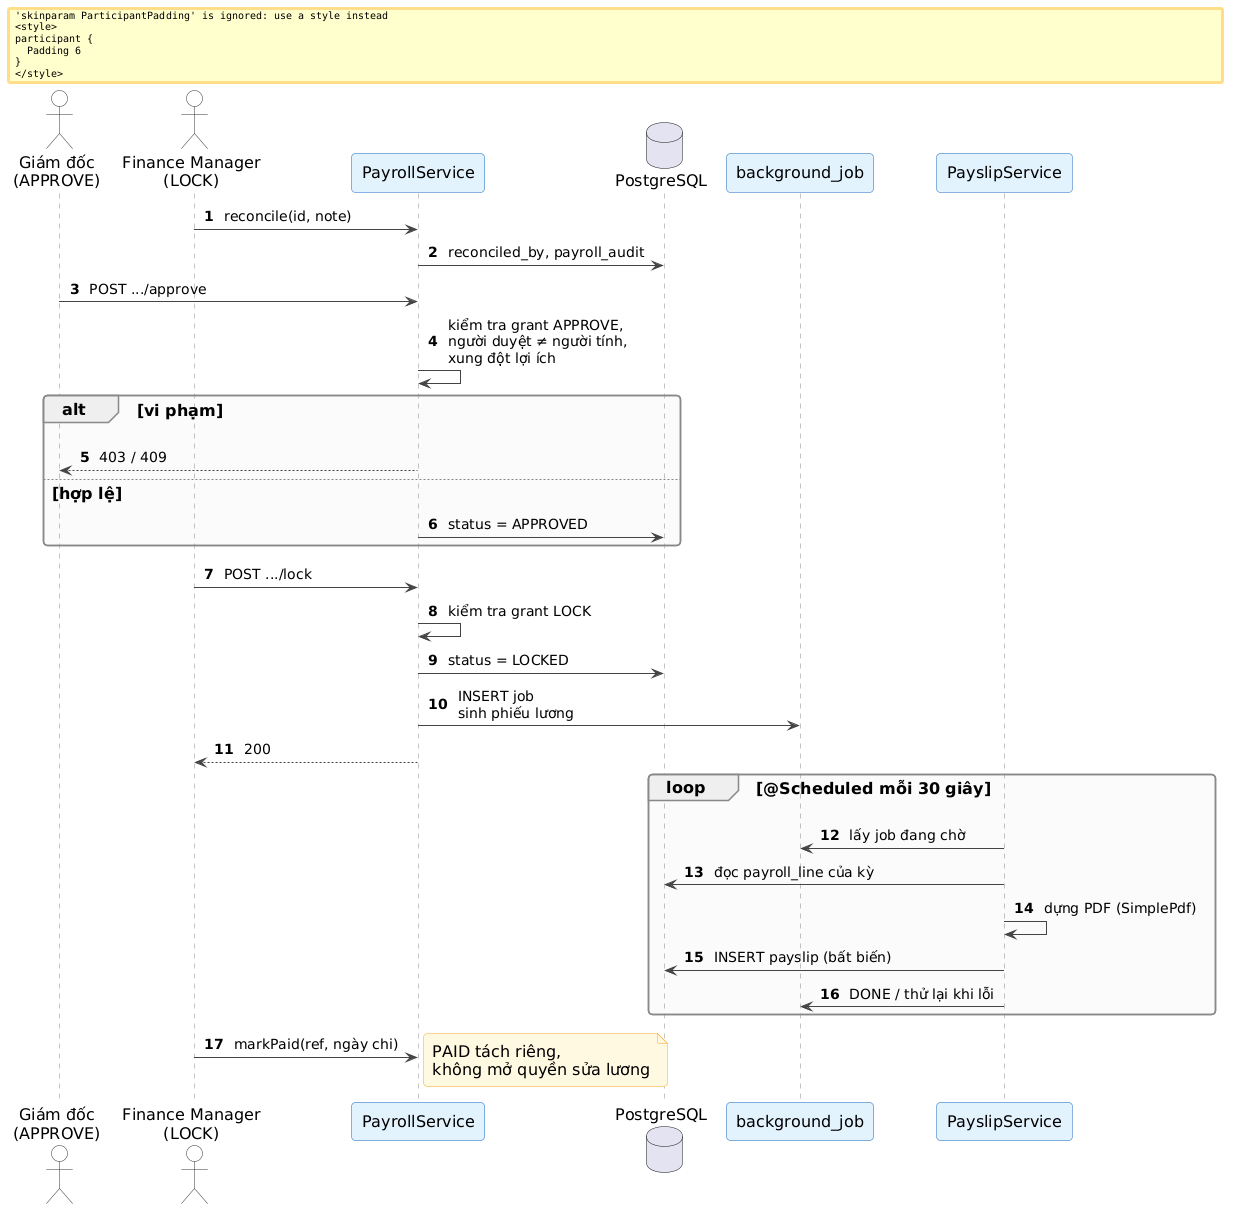 'skinparam ParticipantPadding' is ignored: use a style instead
<style>
participant {
  Padding 6
}
</style>
Giám đốc
(APPROVE)
Finance Manager
(LOCK)
PayrollService
PostgreSQL
background_job
PayslipService
1 reconcile(id, note)
2 reconciled_by, payroll_audit
3 POST .../approve
4 kiểm tra grant APPROVE,
người duyệt ≠ người tính,
xung đột lợi ích
alt [vi phạm]
5 403 / 409
[hợp lệ]
6 status = APPROVED
7 POST .../lock
8 kiểm tra grant LOCK
9 status = LOCKED
10 INSERT job
sinh phiếu lương
11 200
loop [@Scheduled mỗi 30 giây]
12 lấy job đang chờ
13 đọc payroll_line của kỳ
14 dựng PDF (SimplePdf)
15 INSERT payslip (bất biến)
16 DONE / thử lại khi lỗi
17 markPaid(ref, ngày chi)
PAID tách riêng,
không mở quyền sửa lương
Giám đốc
(APPROVE)
Finance Manager
(LOCK)
PayrollService
PostgreSQL
background_job
PayslipService